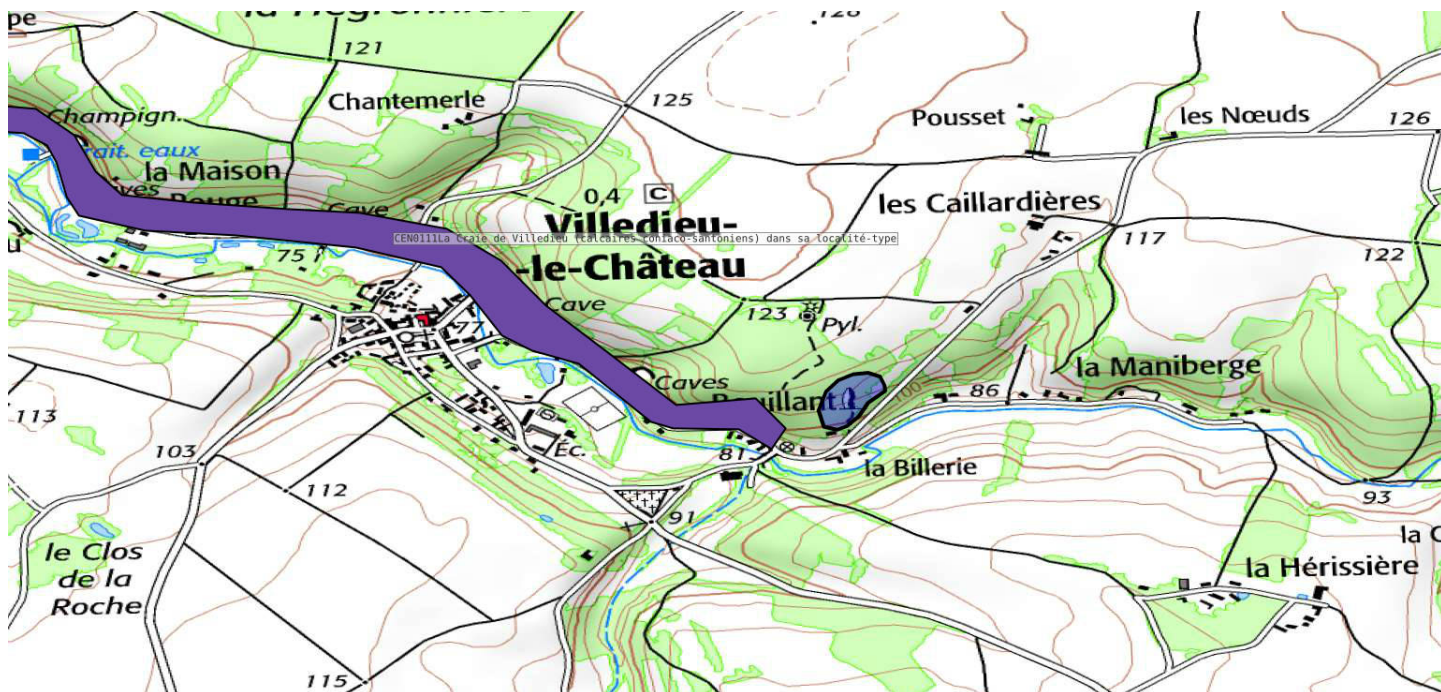 pe
121
128
Chantemerle
125
Pousset
les Nœuds
126
Champign.
trait. eaux
la Maison
Rouge
Caves
Cave
0,4
C
Villedieu-
-le-Château
les Caillardières
CEN0111La Craie de Villedieu (calcaires coniaco-santoniens) dans sa localité-type
117
122
75
Cave
77
123
Pyl.
Caves
la Maniberge
113
100
86
Éc.
81
la Billerie
103
112
91
93
le Clos
de la
Roche
la Hérissière
115